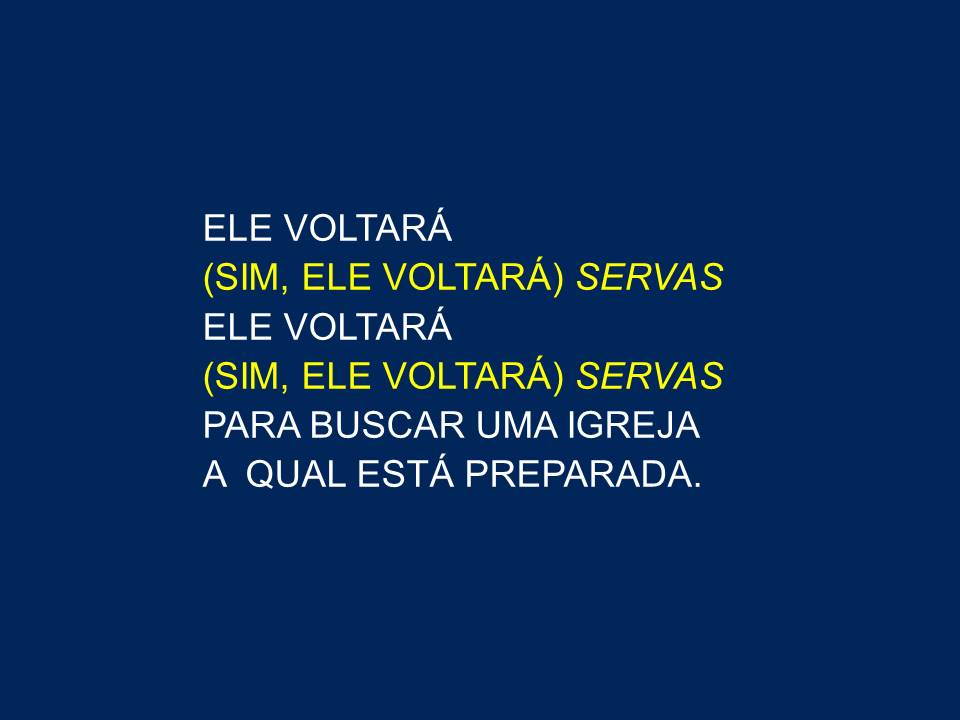 ELE VOLTARÁ
(SIM, ELE VOLTARÁ) SERVAS
ELE VOLTARÁ
(SIM, ELE VOLTARÁ) SERVAS
PARA BUSCAR UMA IGREJA
A  QUAL ESTÁ PREPARADA.